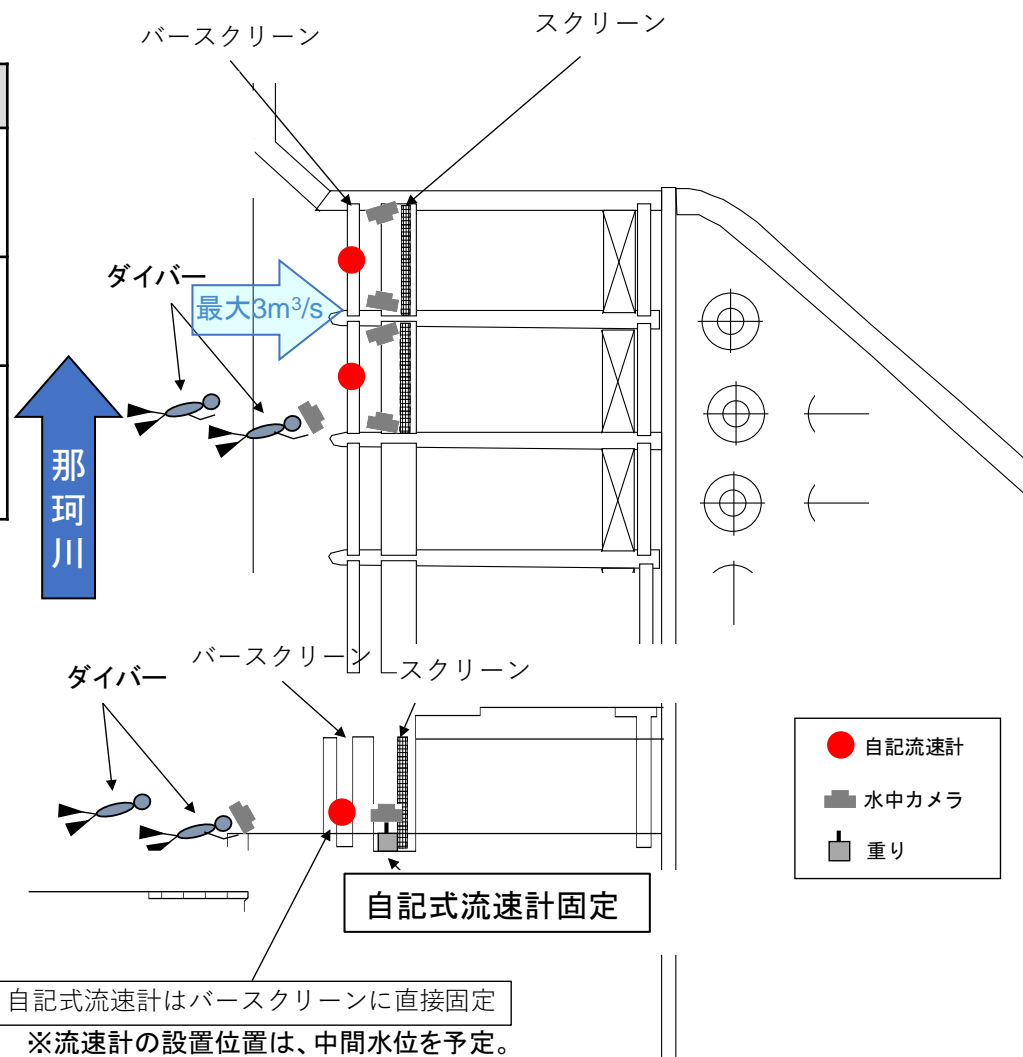 バースクリーン
スクリーン
ダイバー
最大3m³/s
那
珂
川
バースクリーン
スクリーン
ダイバー
自記流速計
水中カメラ
重り
自記式流速計固定
自記式流速計はバースクリーンに直接固定
※流速計の設置位置は、中間水位を予定。